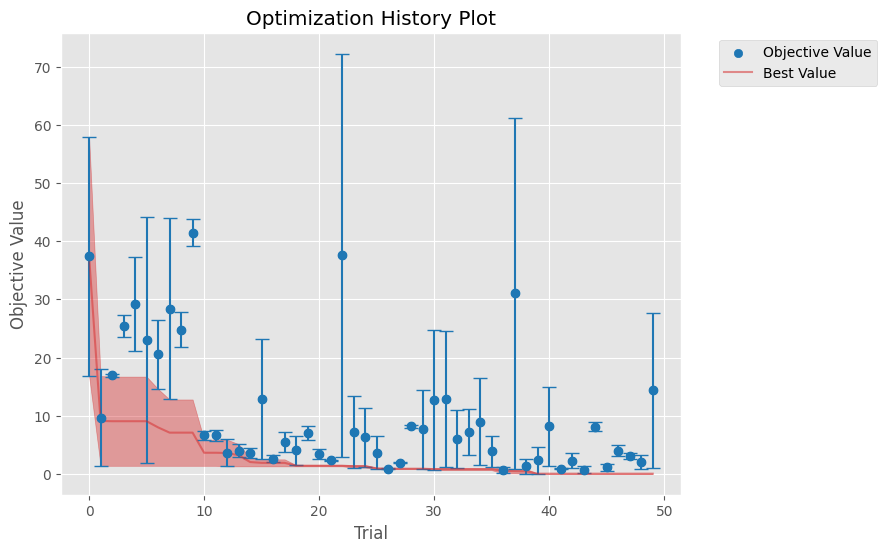 Optimization History Plot
Objective Value
Best Value
Objective Value
70
60
50
40
30
20
10
0
0 10 20 30 40 50
Trial